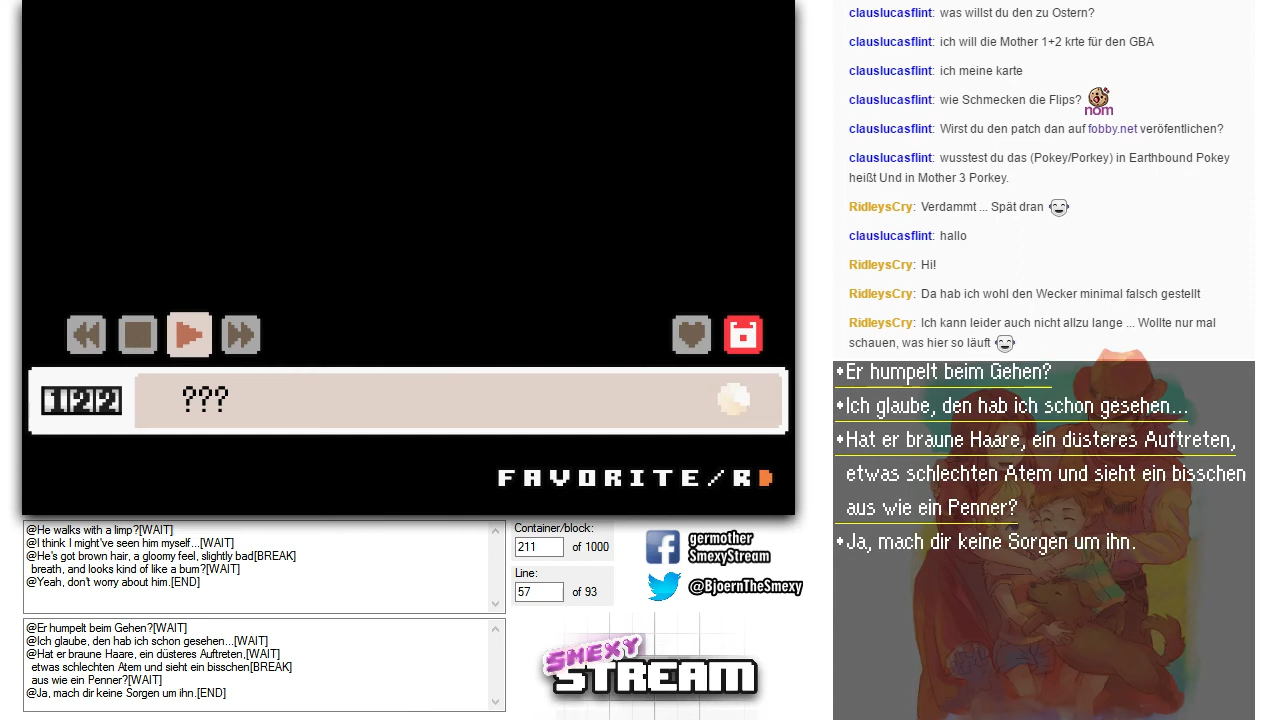 clauslucasflint: was willst du den zu Ostern?
clauslucasflint: ich will die Mother 1+2 krte für den GBA
clauslucasflint: ich meine karte
clauslucasflint: wie Schmecken die Flips?
nom
clauslucasflint: Wirst du den patch dan auf fobby.net veröfentlichen?
clauslucasflint: wusstest du das (Pokey/Porkey) in Earthbound Pokey
heißt Und in Mother 3 Porkey.
RidleysCry: Verdammt ... Spät dran
clauslucasflint: hallo
RidleysCry: Hi!
RidleysCry: Da hab ich wohl den Wecker minimal falsch gestellt
RidleysCry: Ich kann leider auch nicht allzu lange ... Wollte nur mal
schauen, was hier so läuft
122 ???
FAVORITE/R
@He walks with a limp?[WAIT]
@I think I might've seen him myself...[WAIT]
@He's got brown hair, a gloomy feel, slightly bad[BREAK]
breath, and looks kind of like a bum?[WAIT]
@Yeah, don't worry about him.[END]
@Er humpelt beim Gehen?[WAIT]
@Ich glaube, den hab ich schon gesehen...[WAIT]
@Hat er braune Haare, ein düsteres Auftreten,[WAIT]
etwas schlechten Atem und sieht ein bisschen[BREAK]
aus wie ein Penner?[WAIT]
@Ja, mach dir keine Sorgen um ihn.[END]
Container/block:
211 of 1000
Line:
57 of 93
germother
SmexyStream
@BjoernTheSmexy
SMEXY
STREAM
•Er humpelt beim Gehen?
•Ich glaube, den hab ich schon gesehen...
•Hat er braune Haare, ein düsteres Auftreten,
etwas schlechten Atem und sieht ein bisschen
aus wie ein Penner?
•Ja, mach dir keine Sorgen um ihn.